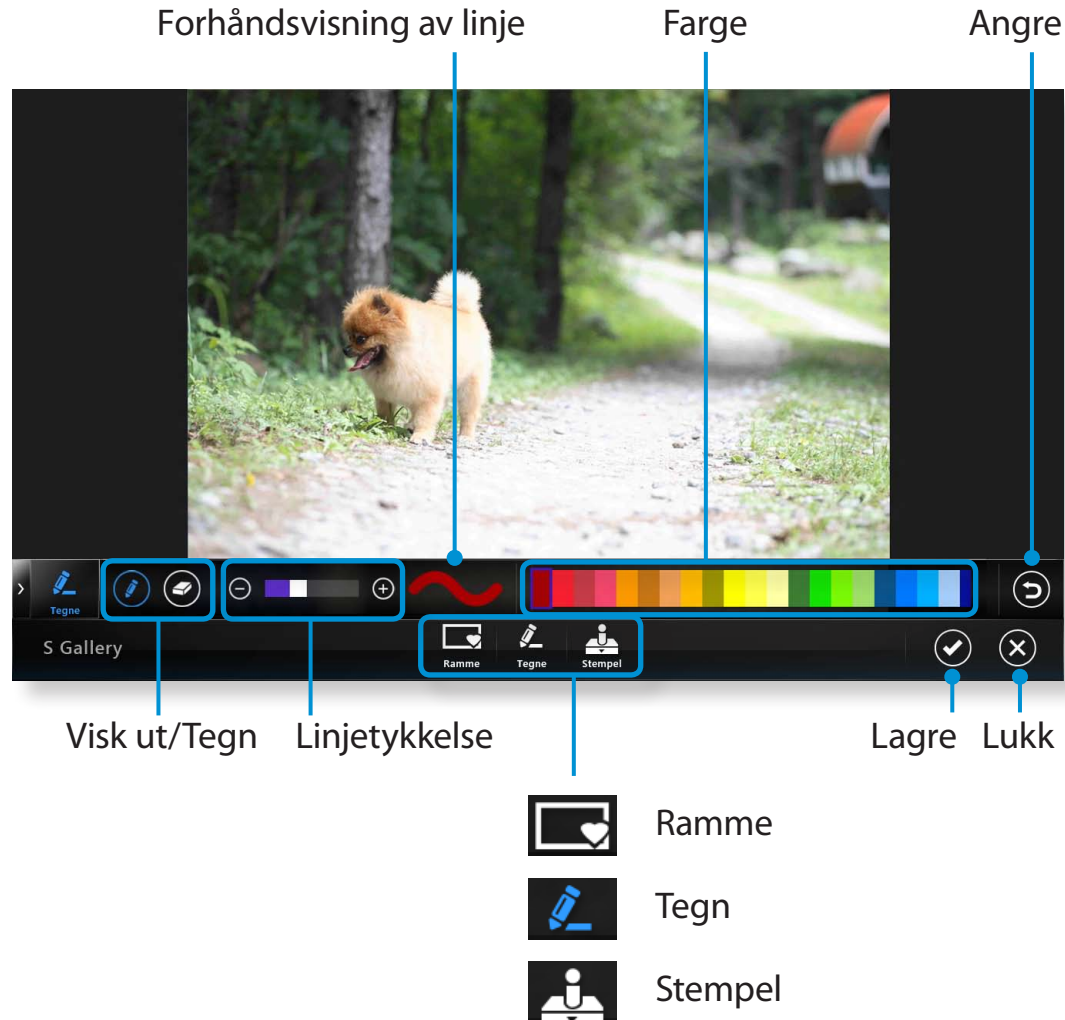 Forhåndsvisning av linje
Farge
Angre
Tegne
S Gallery
Ramme
Tegne
Stempel
Visk ut/Tegn
Linjetykkelse
Lagre
Lukk
Ramme
Tegn
Stempel